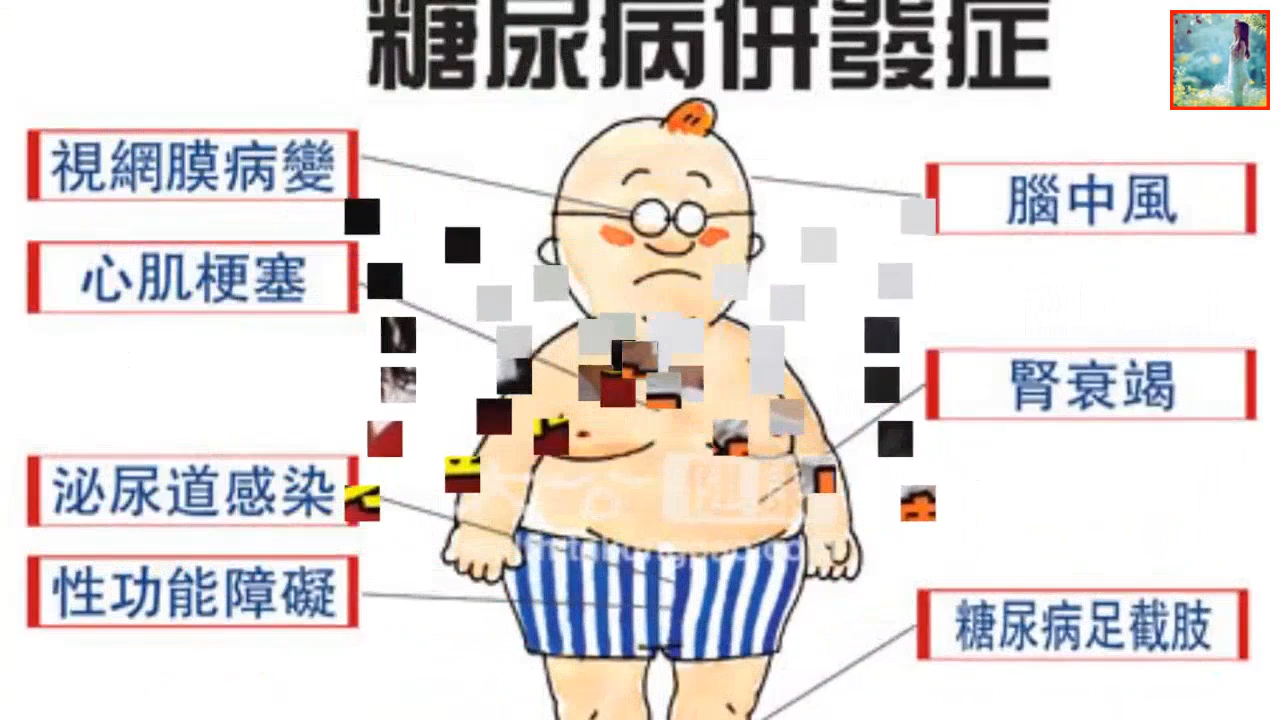 糖尿病併發症
視網膜病變
腦中風
心肌梗塞
腎衰竭
泌尿道感染
性功能障礙
糖尿病足截肢